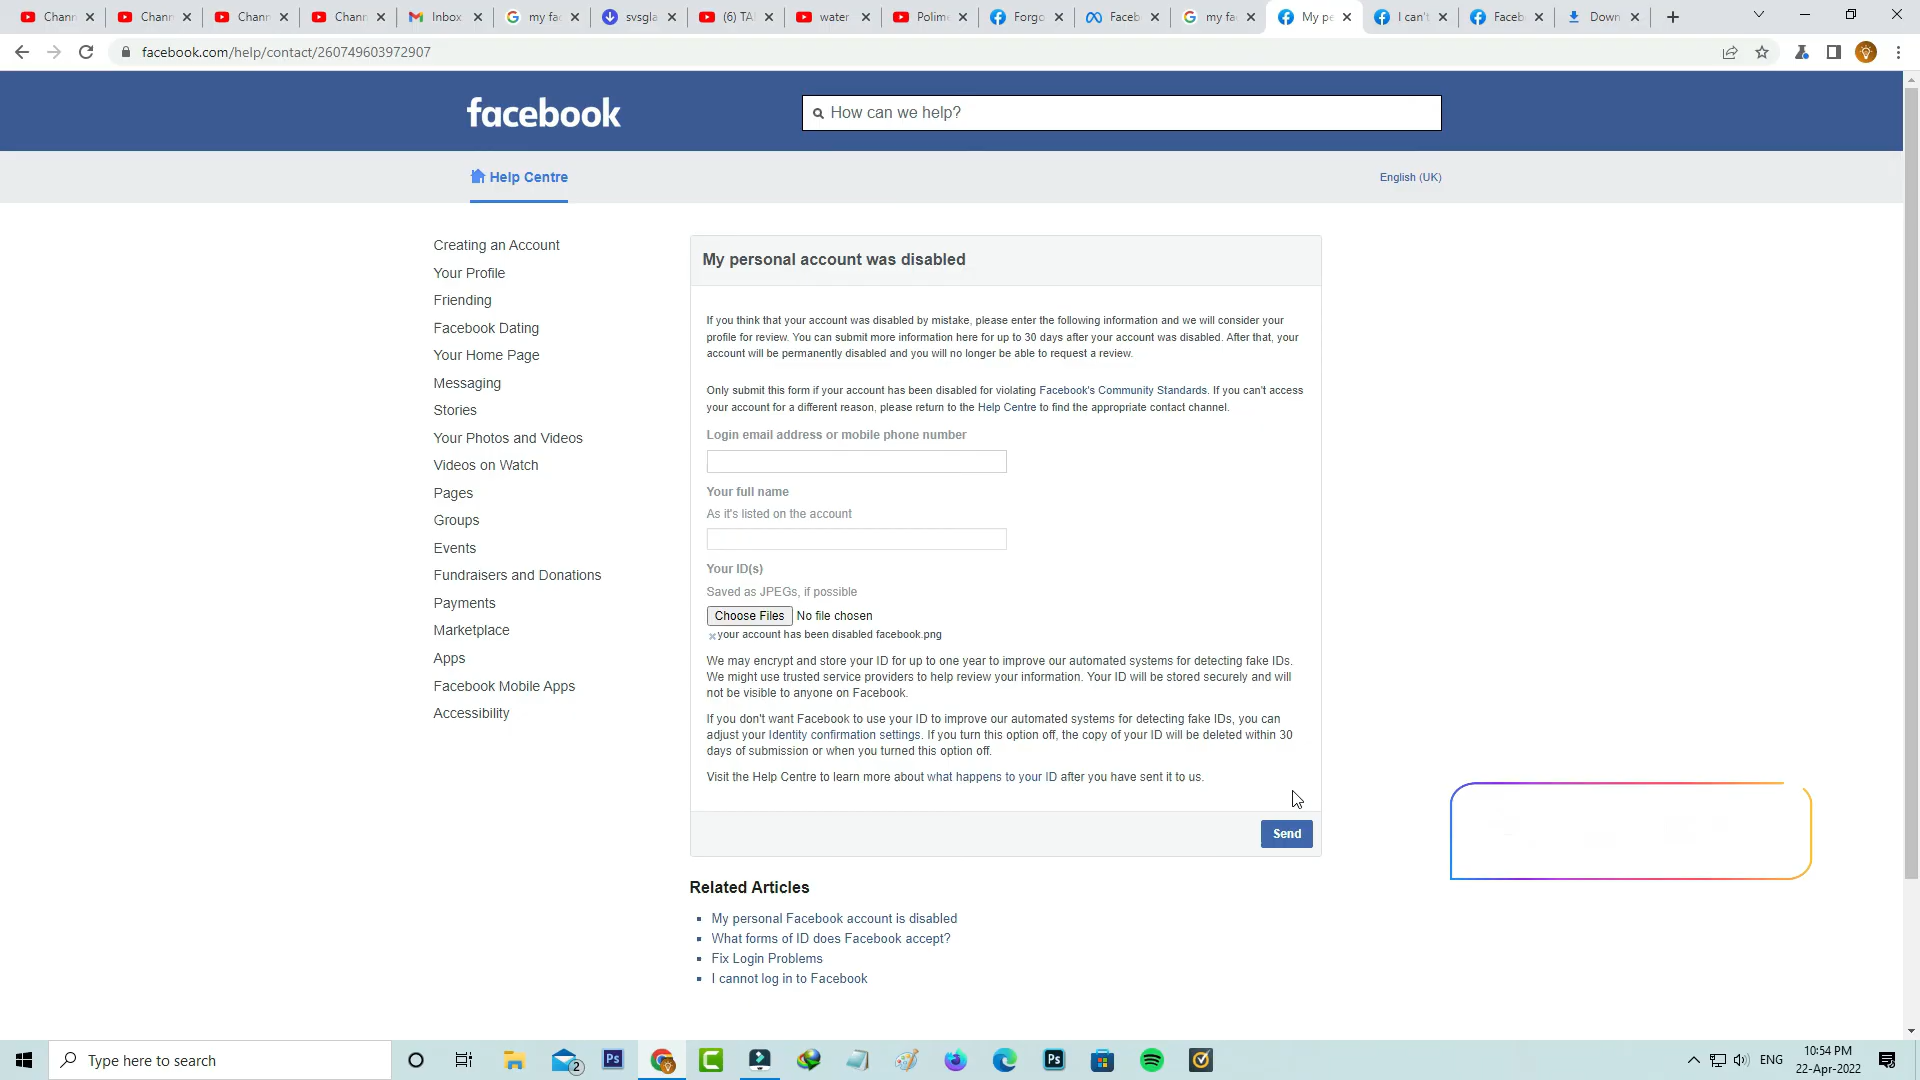 Chann
Chann
Chann
Chann
Inbox
my fac
svsgla
(6) TAI
water
Polime
Forgo
Faceb
my fac
My pe
I can't
Faceb
Down
facebook.com/help/contact/260749603972907
facebook
How can we help?
Help Centre
English (UK)
Creating an Account
Your Profile
Friending
Facebook Dating
Your Home Page
Messaging
Stories
Your Photos and Videos
Videos on Watch
Pages
Groups
Events
Fundraisers and Donations
Payments
Marketplace
Apps
Facebook Mobile Apps
Accessibility
My personal account was disabled
If you think that your account was disabled by mistake, please enter the following information and we will consider your
profile for review. You can submit more information here for up to 30 days after your account was disabled. After that, your
account will be permanently disabled and you will no longer be able to request a review.
Only submit this form if your account has been disabled for violating Facebook's Community Standards. If you can't access
your account for a different reason, please return to the Help Centre to find the appropriate contact channel.
Login email address or mobile phone number
Your full name
As it's listed on the account
Your ID(s)
Saved as JPEGs, if possible
Choose Files No file chosen
your account has been disabled facebook.png
We may encrypt and store your ID for up to one year to improve our automated systems for detecting fake IDs.
We might use trusted service providers to help review your information. Your ID will be stored securely and will
not be visible to anyone on Facebook.
If you don't want Facebook to use your ID to improve our automated systems for detecting fake IDs, you can
adjust your Identity confirmation settings. If you turn this option off, the copy of your ID will be deleted within 30
days of submission or when you turned this option off.
Visit the Help Centre to learn more about what happens to your ID after you have sent it to us.
Send
Related Articles
My personal Facebook account is disabled
What forms of ID does Facebook accept?
Fix Login Problems
I cannot log in to Facebook
Type here to search
2
Ps
Ps
ENG
10:54 PM
22-Apr-2022